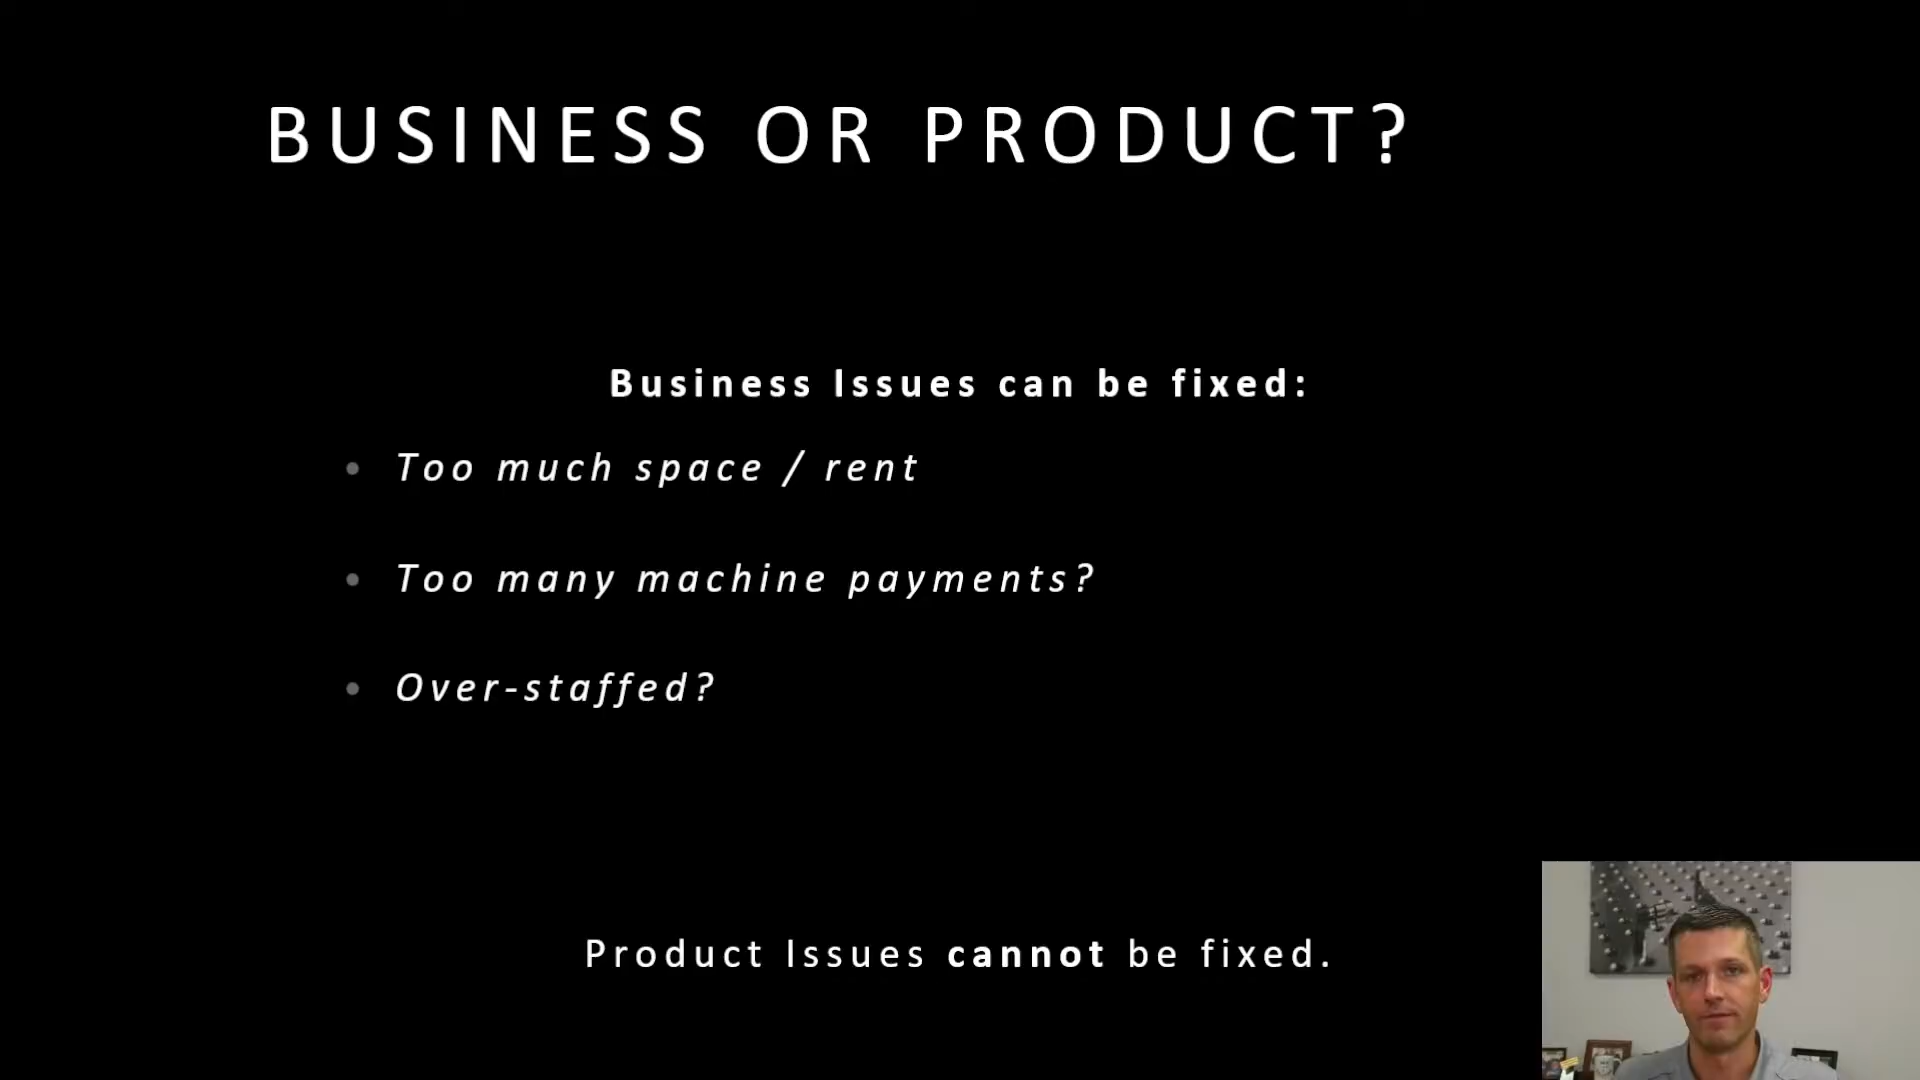 BUSINESS OR PRODUCT?
Business Issues can be fixed:
• Too much space / rent
• Too many machine payments?
• Over-staffed?
Product Issues cannot be fixed.